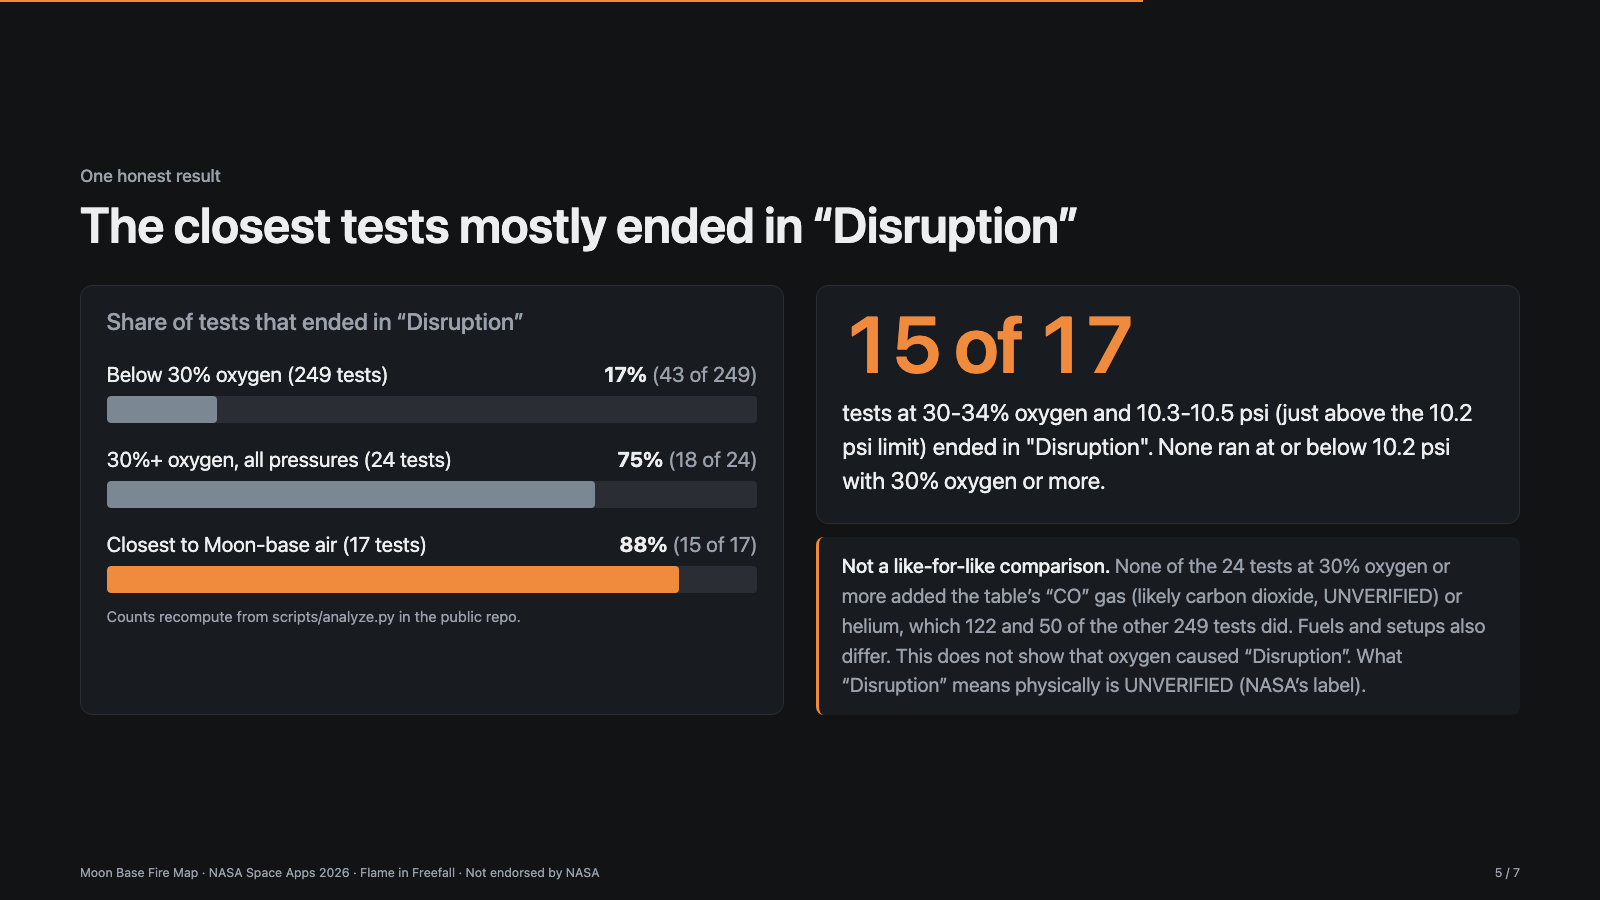 One honest result
The closest tests mostly ended in “Disruption”
Share of tests that ended in “Disruption”
Below 30% oxygen (249 tests) 17% (43 of 249)
30%+ oxygen, all pressures (24 tests) 75% (18 of 24)
Closest to Moon-base air (17 tests) 88% (15 of 17)
Counts recompute from scripts/analyze.py in the public repo.
15 of 17
tests at 30-34% oxygen and 10.3-10.5 psi (just above the 10.2
psi limit) ended in "Disruption". None ran at or below 10.2 psi
with 30% oxygen or more.
Not a like-for-like comparison. None of the 24 tests at 30% oxygen or
more added the table’s “CO” gas (likely carbon dioxide, UNVERIFIED) or
helium, which 122 and 50 of the other 249 tests did. Fuels and setups also
differ. This does not show that oxygen caused “Disruption”. What
“Disruption” means physically is UNVERIFIED (NASA’s label).
Moon Base Fire Map · NASA Space Apps 2026 · Flame in Freefall · Not endorsed by NASA
5 / 7